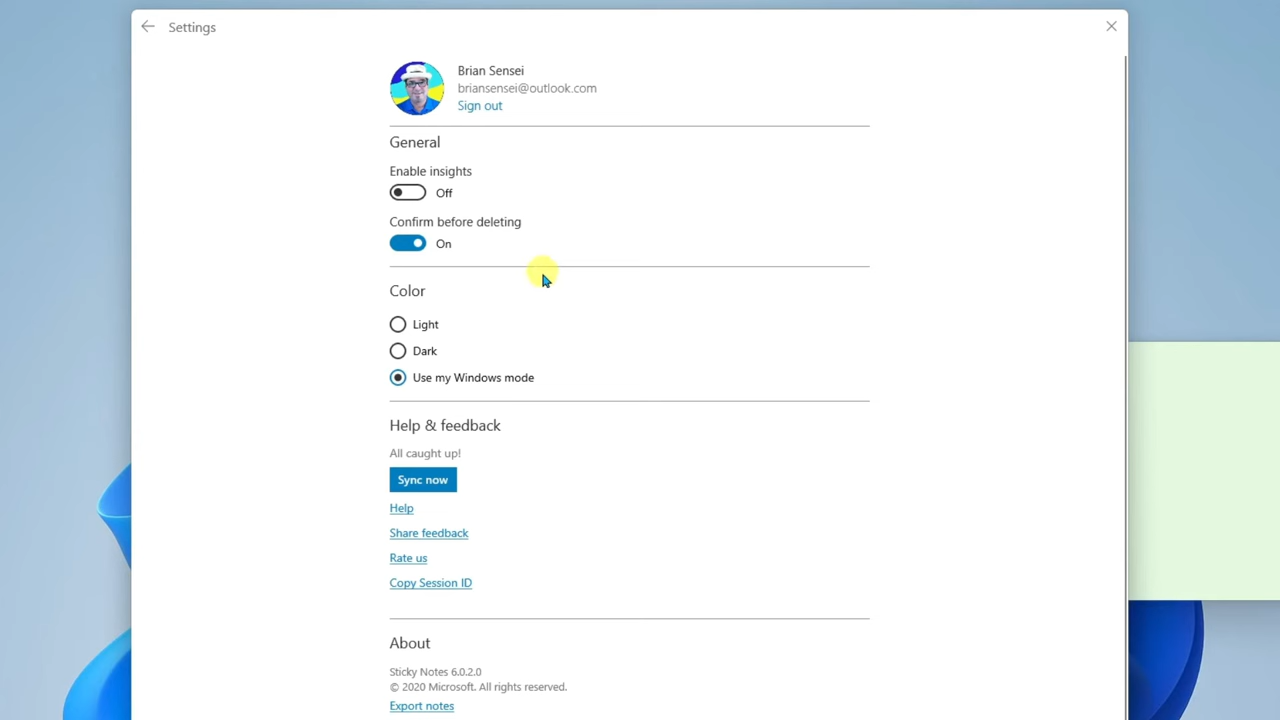 Settings
Brian Sensei
briansensei@outlook.com
Sign out
General
Enable insights
Off
Confirm before deleting
On
Color
Light
Dark
Use my Windows mode
Help & feedback
All caught up!
Sync now
Help
Share feedback
Rate us
Copy Session ID
About
Sticky Notes 6.0.2.0
© 2020 Microsoft. All rights reserved.
Export notes